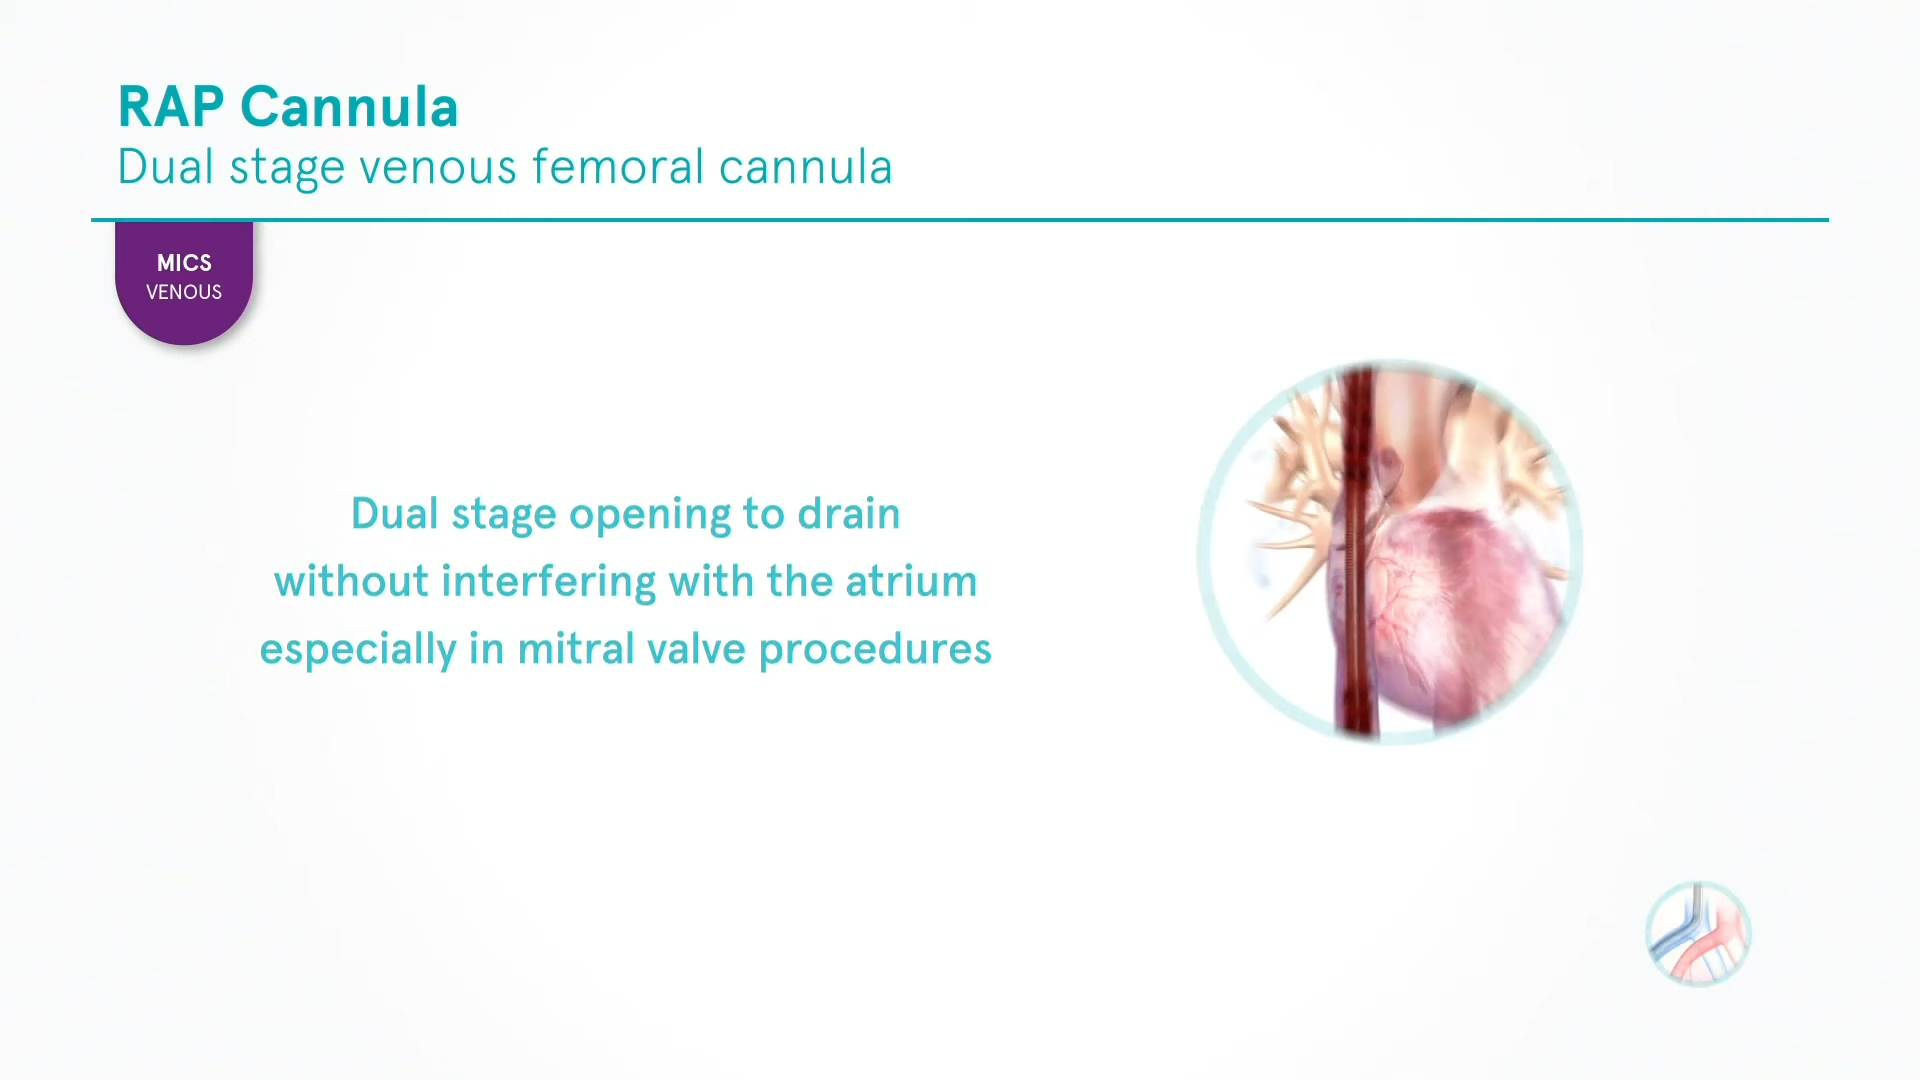 RAP Cannula
Dual stage venous femoral cannula
MICS
VENOUS
Dual stage opening to drain
without interfering with the atrium
especially in mitral valve procedures